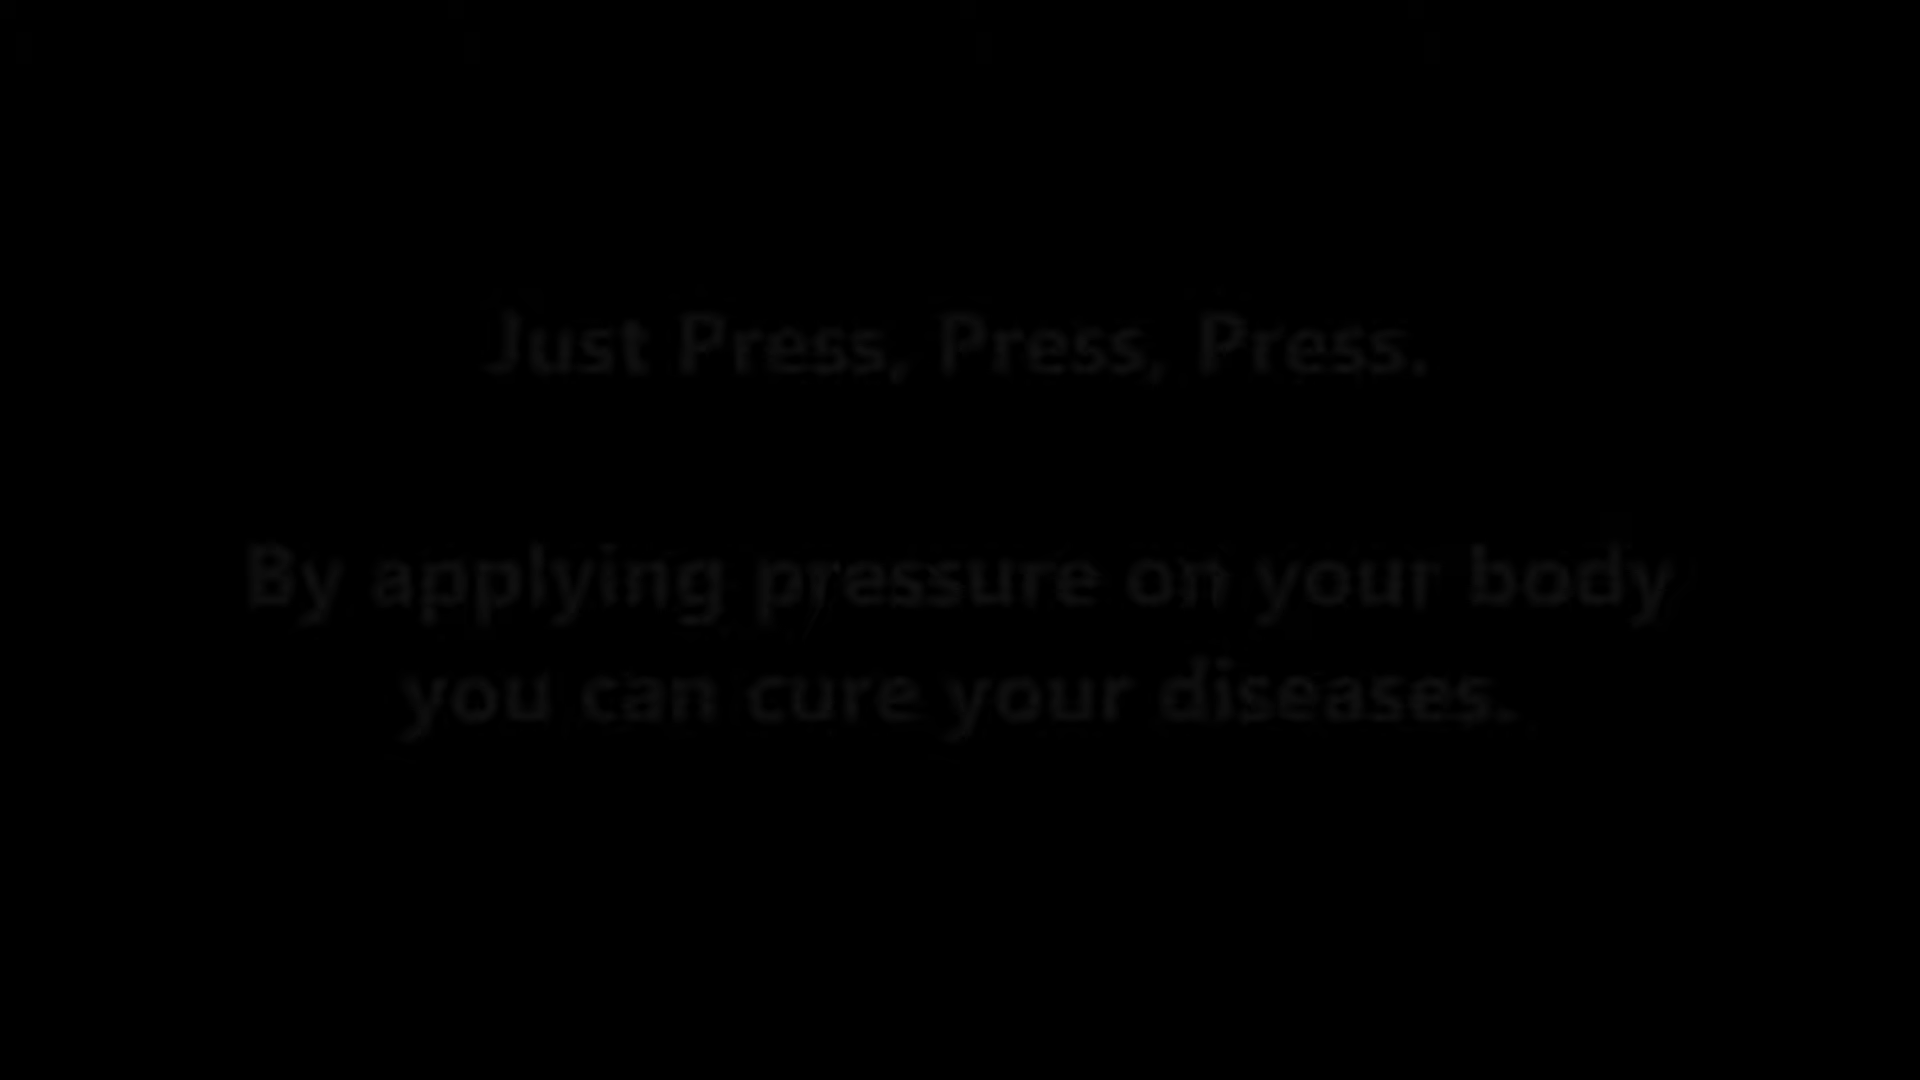 Just Press, Press, Press.
By applying pressure on your body
you can cure your diseases.